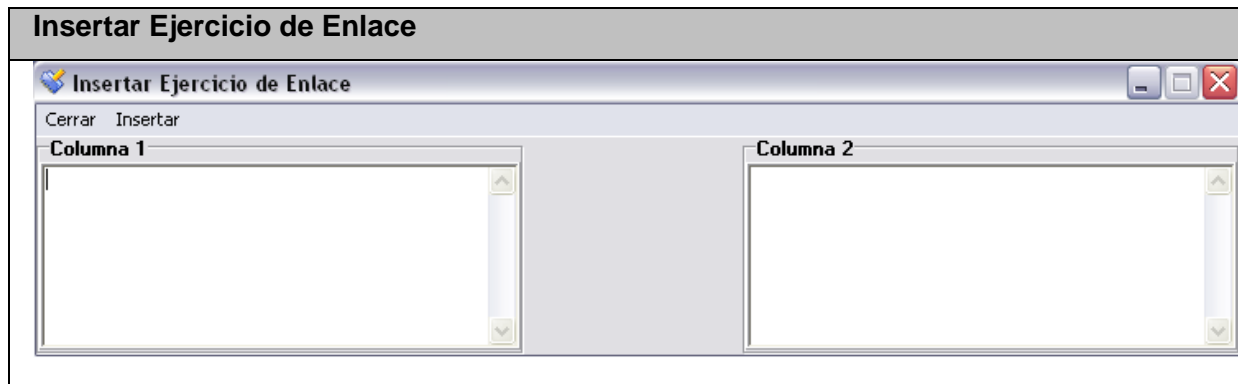 Insertar Ejercicio de Enlace
Insertar Ejercicio de Enlace
Cerrar Insertar
Columna 1 Columna 2